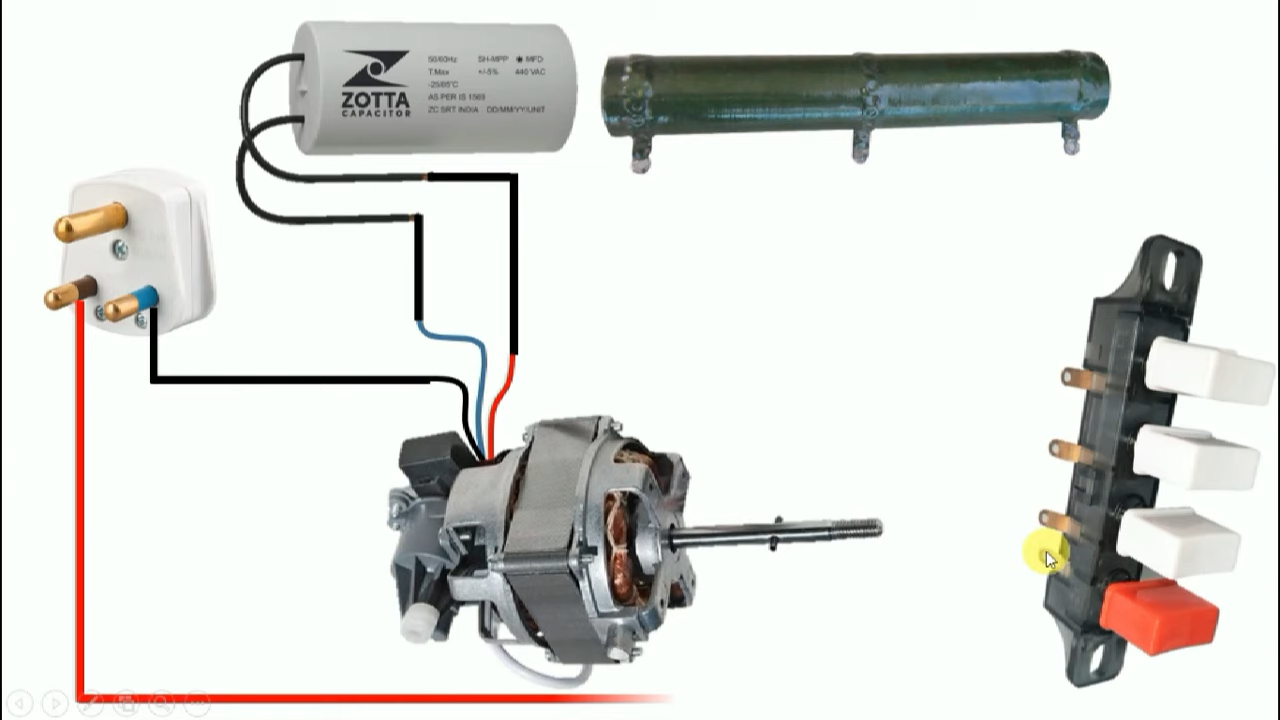 ZOTTA
CAPACITOR
50/60Hz SH-MPP ✷ MFD
T.Max +/-5% 440 VAC
-25/85°C
AS PER IS 1569
ZC SRT INDIA DD/MM/YY/UNIT